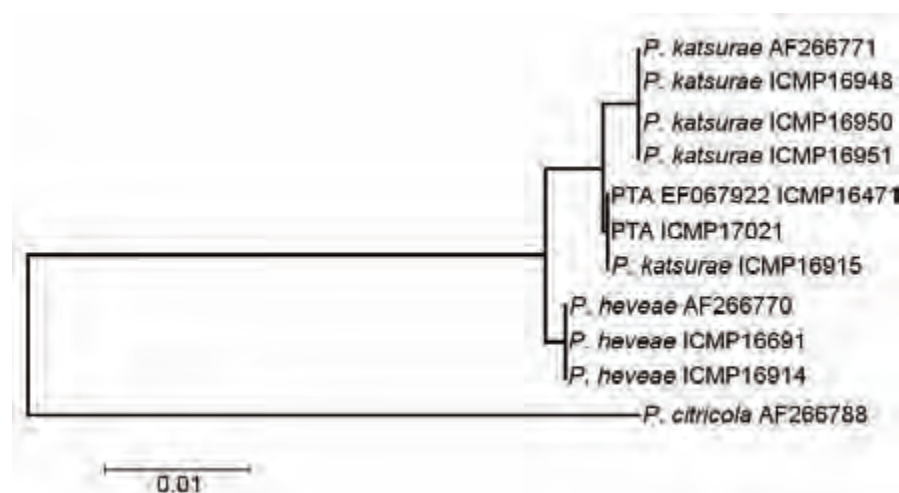 P. katsurae AF266771
P. katsurae ICMP16948
P. katsurae ICMP16950
P. katsurae ICMP16951
PTA EF067922 ICMP16471
PTA ICMP17021
P. katsurae ICMP16915
P. heveae AF266770
P. heveae ICMP16691
P. heveae ICMP16914
P. citricola AF266788
0.01